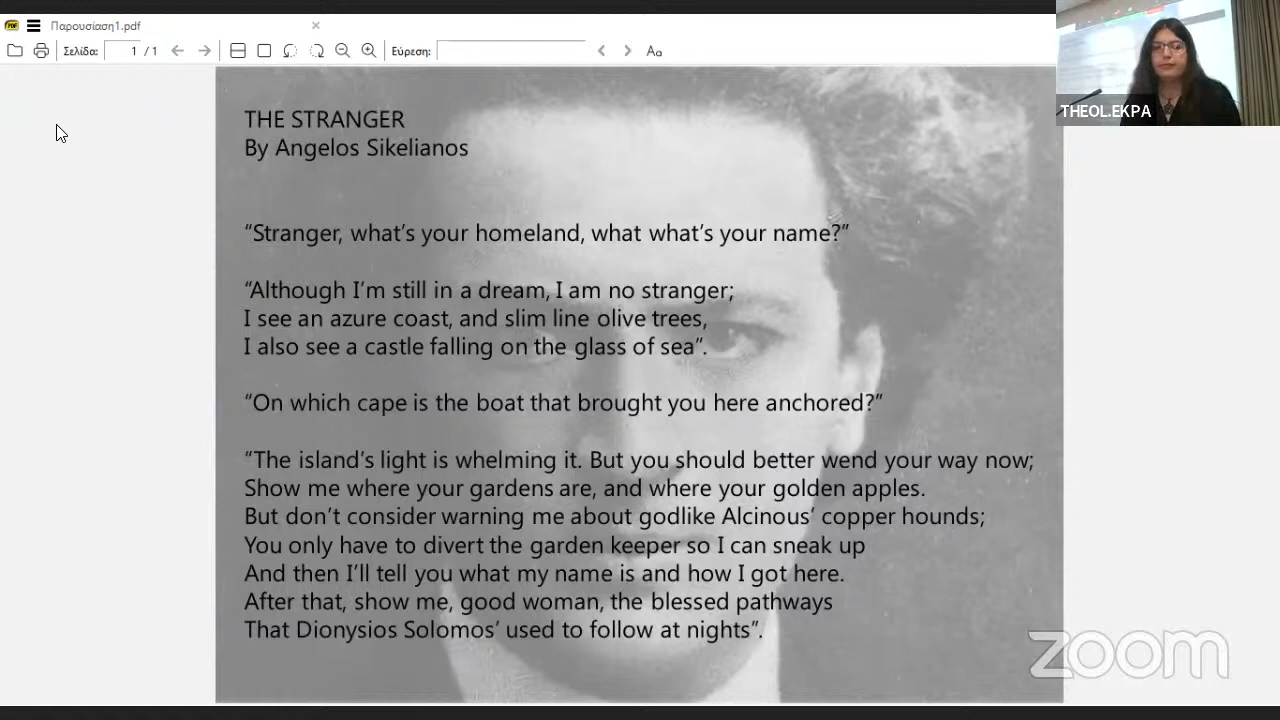 PDF
Παρουσίαση1.pdf
Σελίδα:
1 / 1
Εύρεση:
Aa
THEOL.EKPA
THE STRANGER
By Angelos Sikelianos
“Stranger, what’s your homeland, what what’s your name?”
“Although I’m still in a dream, I am no stranger;
I see an azure coast, and slim line olive trees,
I also see a castle falling on the glass of sea”.
“On which cape is the boat that brought you here anchored?”
“The island’s light is whelming it. But you should better wend your way now;
Show me where your gardens are, and where your golden apples.
But don’t consider warning me about godlike Alcinous’ copper hounds;
You only have to divert the garden keeper so I can sneak up
And then I’ll tell you what my name is and how I got here.
After that, show me, good woman, the blessed pathways
That Dionysios Solomos’ used to follow at nights”.
zoom